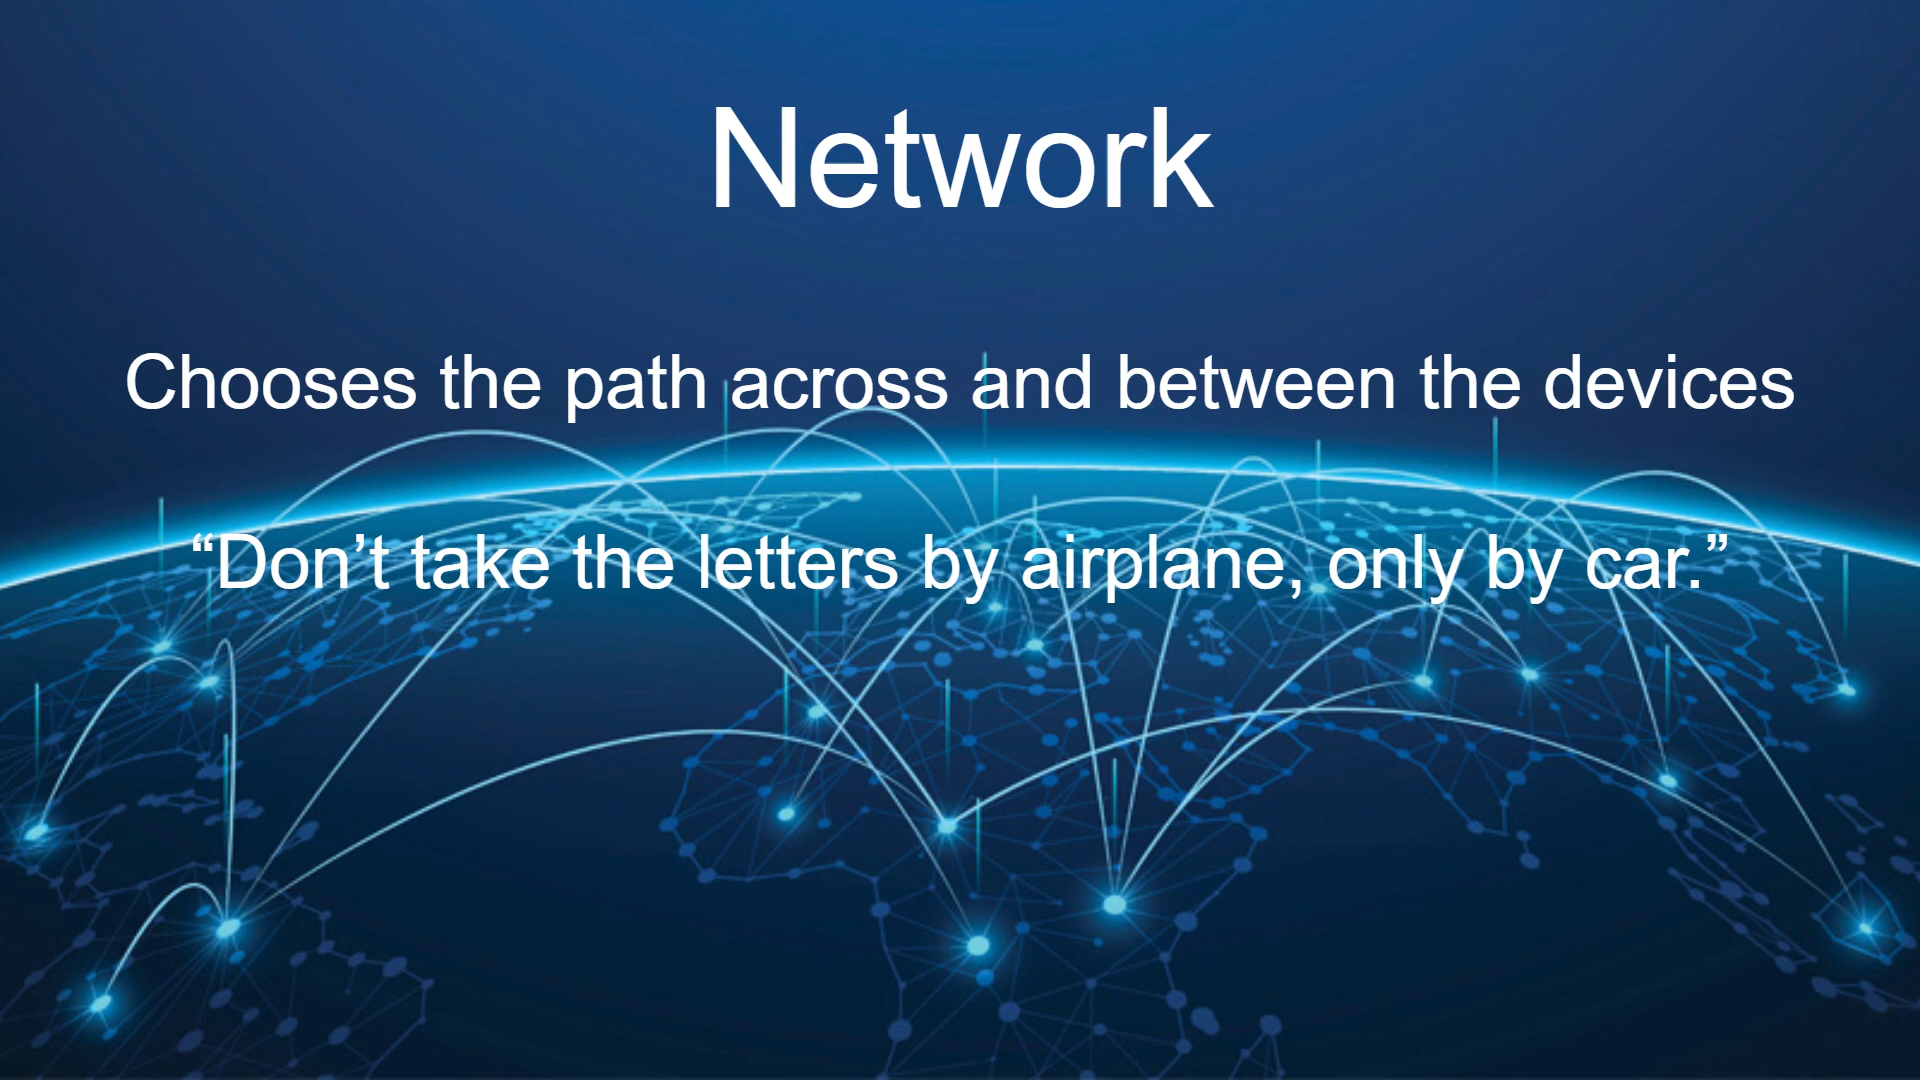 Network
Chooses the path across and between the devices
“Don’t take the letters by airplane, only by car.”